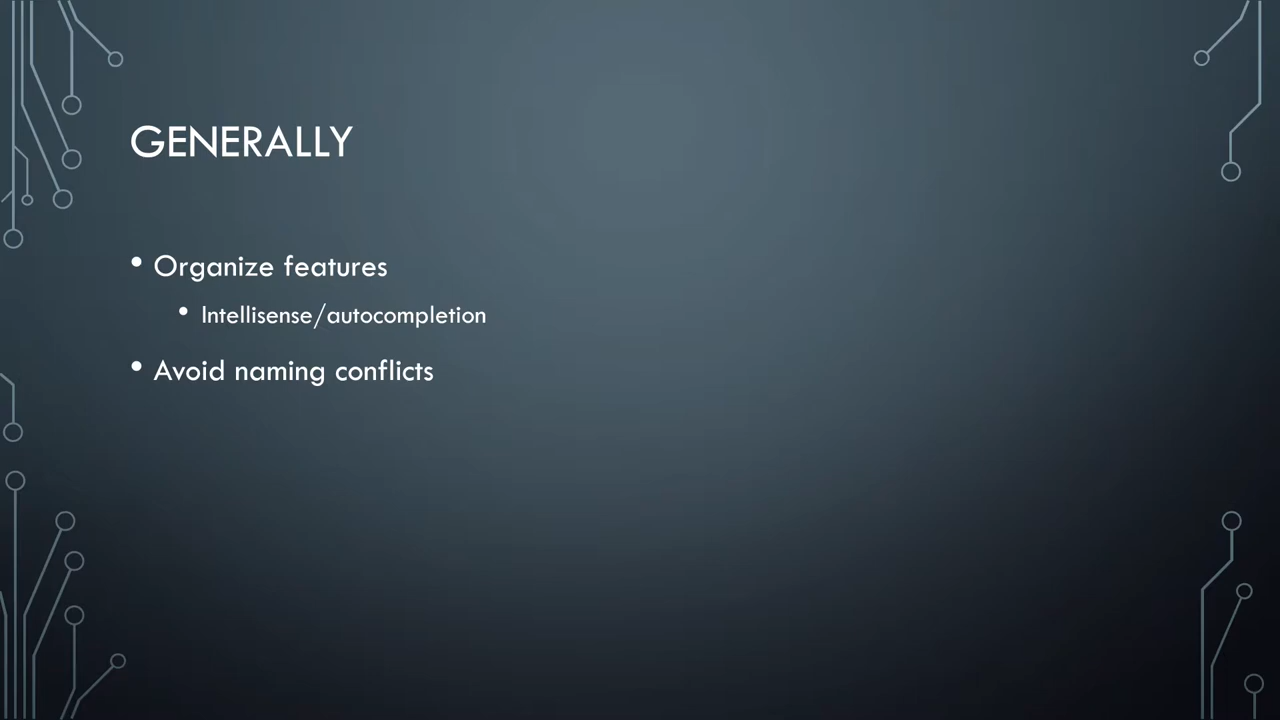 GENERALLY
• Organize features
• Intellisense/autocompletion
• Avoid naming conflicts